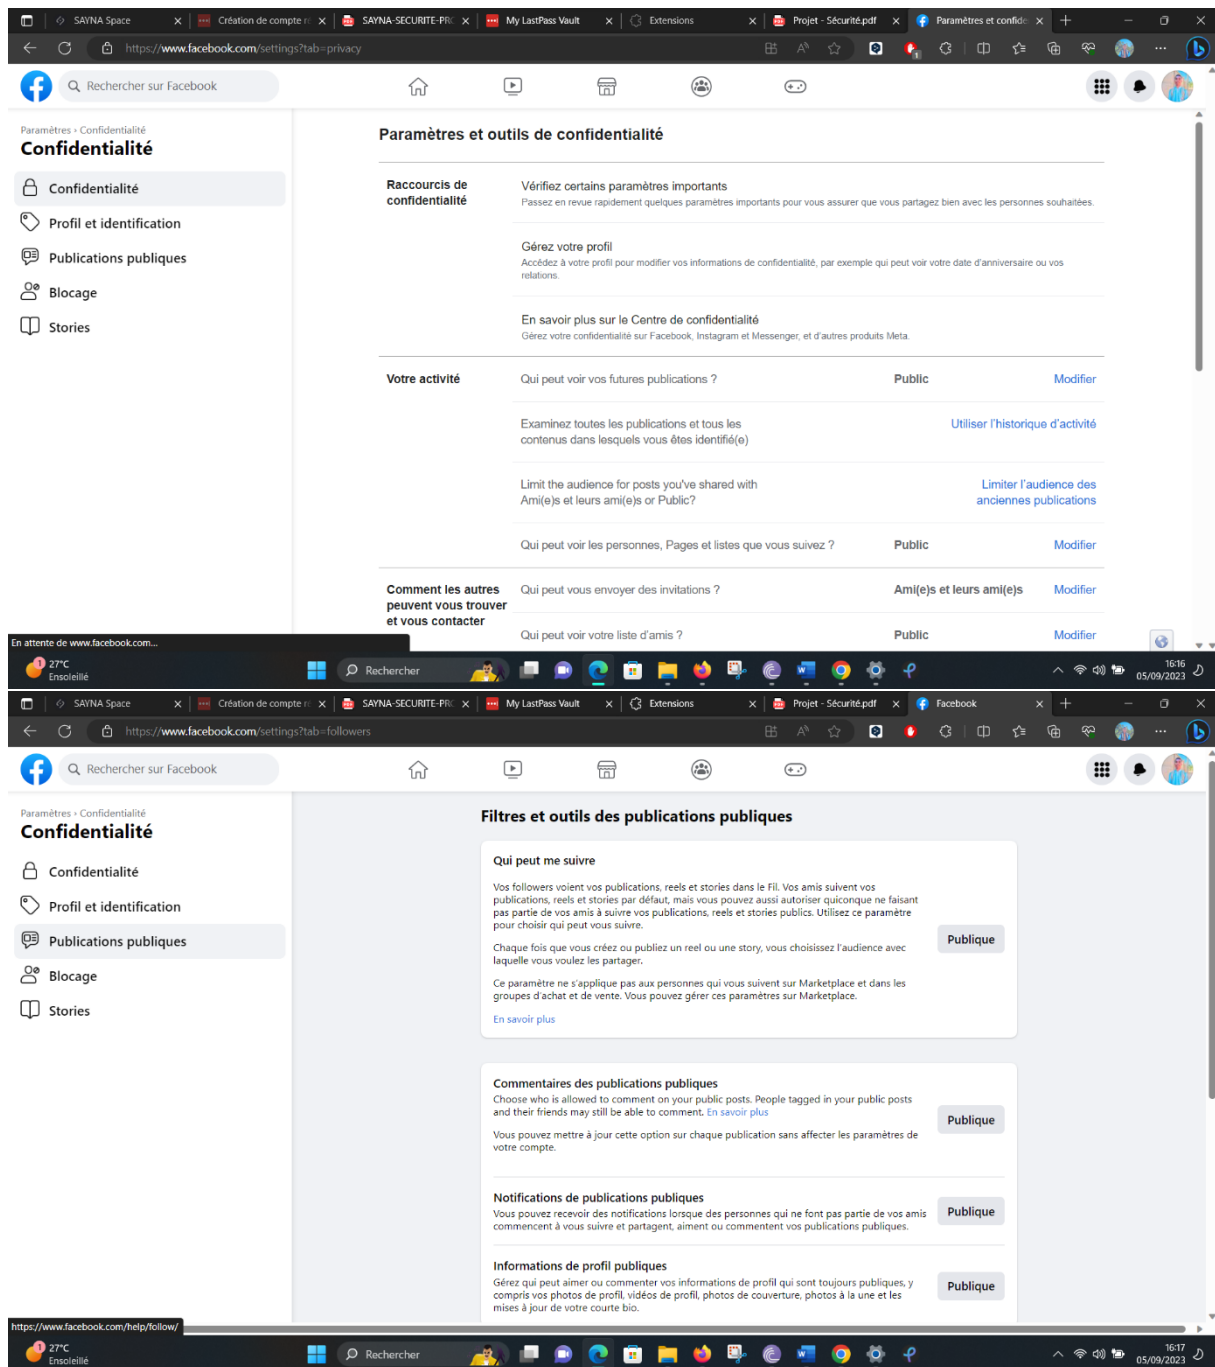 SAYNA Space
Création de compte r
SAYNA-SECURITE-PR
My LastPass Vault
Extensions
Projet - Sécurité.pdf
Paramètres et confide
https://www.facebook.com/settings?tab=privacy
1
Rechercher sur Facebook
Paramètres › Confidentialité
Confidentialité
Confidentialité
Profil et identification
Publications publiques
Blocage
Stories
Paramètres et outils de confidentialité
Raccourcis de
confidentialité
Vérifiez certains paramètres importants
Passez en revue rapidement quelques paramètres importants pour vous assurer que vous partagez bien avec les personnes souhaitées.
Gérez votre profil
Accédez à votre profil pour modifier vos informations de confidentialité, par exemple qui peut voir votre date d'anniversaire ou vos
relations.
En savoir plus sur le Centre de confidentialité
Gérez votre confidentialité sur Facebook, Instagram et Messenger, et d'autres produits Meta.
Votre activité
Qui peut voir vos futures publications ? Public Modifier
Examinez toutes les publications et tous les
contenus dans lesquels vous êtes identifié(e)
Utiliser l'historique d'activité
Limit the audience for posts you've shared with
Ami(e)s et leurs ami(e)s or Public?
Limiter l'audience des
anciennes publications
Qui peut voir les personnes, Pages et listes que vous suivez ? Public Modifier
Comment les autres
peuvent vous trouver
et vous contacter
Qui peut vous envoyer des invitations ? Ami(e)s et leurs ami(e)s Modifier
Qui peut voir votre liste d'amis ? Public Modifier
En attente de www.facebook.com...
1
27°C
Ensoleillé
Rechercher
16:16
05/09/2023
SAYNA Space
Création de compte r
SAYNA-SECURITE-PR
My LastPass Vault
Extensions
Projet - Sécurité.pdf
Facebook
https://www.facebook.com/settings?tab=followers
Rechercher sur Facebook
Paramètres › Confidentialité
Confidentialité
Confidentialité
Profil et identification
Publications publiques
Blocage
Stories
Filtres et outils des publications publiques
Qui peut me suivre
Vos followers voient vos publications, reels et stories dans le Fil. Vos amis suivent vos
publications, reels et stories par défaut, mais vous pouvez aussi autoriser quiconque ne faisant
pas partie de vos amis à suivre vos publications, reels et stories publics. Utilisez ce paramètre
pour choisir qui peut vous suivre.
Chaque fois que vous créez ou publiez un reel ou une story, vous choisissez l'audience avec
laquelle vous voulez les partager.
Ce paramètre ne s'applique pas aux personnes qui vous suivent sur Marketplace et dans les
groupes d'achat et de vente. Vous pouvez gérer ces paramètres sur Marketplace.
En savoir plus
Publique
Commentaires des publications publiques
Choose who is allowed to comment on your public posts. People tagged in your public posts
and their friends may still be able to comment. En savoir plus
Vous pouvez mettre à jour cette option sur chaque publication sans affecter les paramètres de
votre compte.
Publique
Notifications de publications publiques
Vous pouvez recevoir des notifications lorsque des personnes qui ne font pas partie de vos amis
commencent à vous suivre et partagent, aiment ou commentent vos publications publiques.
Publique
Informations de profil publiques
Gérez qui peut aimer ou commenter vos informations de profil qui sont toujours publiques, y
compris vos photos de profil, vidéos de profil, photos de couverture, photos à la une et les
mises à jour de votre courte bio.
Publique
https://www.facebook.com/help/follow/
1
27°C
Ensoleillé
Rechercher
16:17
05/09/2023